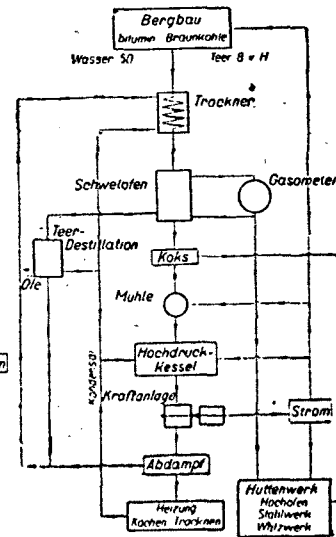 Bergbau
bitumin Braunkohle
Wasser 50
Teer 8 v H
Trockner
Schwelofen
Gasometer
Teer-
Destillation
Öle
Koks
Mühle
Hochdruck-
kessel
Kondensat
Kraftanlage
Strom
Abdampf
Heizung
Kochen Trocknen
Hüttenwerk
Hochofen
Stahlwerk
Walzwerk